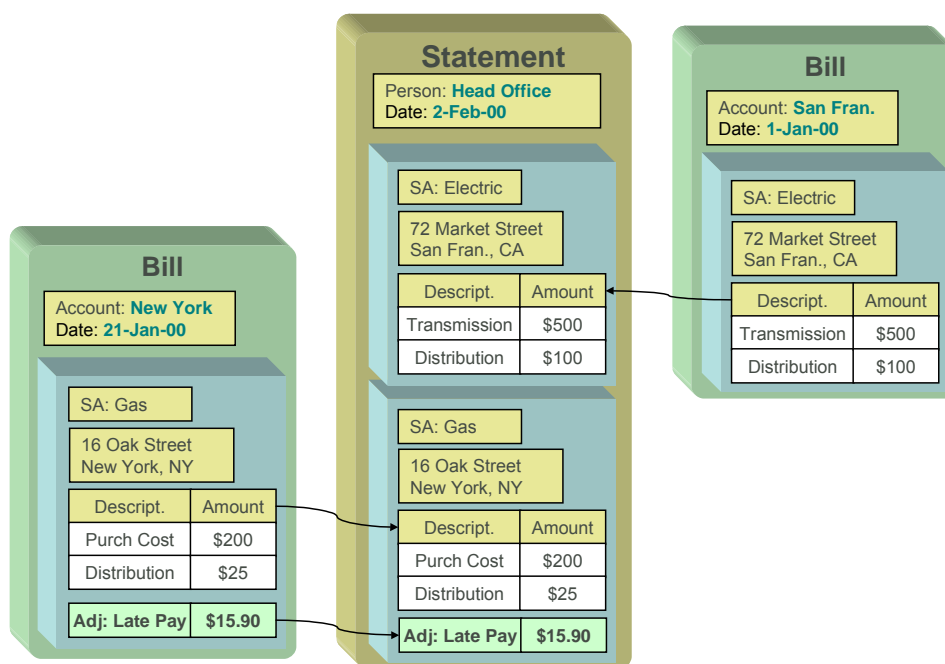 Bill
Account: New York
Date: 21-Jan-00
SA: Gas
16 Oak Street
New York, NY
Descript. Amount
Purch Cost $200
Distribution $25
Adj: Late Pay $15.90
Statement
Person: Head Office
Date: 2-Feb-00
SA: Electric
72 Market Street
San Fran., CA
Descript. Amount
Transmission $500
Distribution $100
SA: Gas
16 Oak Street
New York, NY
Descript. Amount
Purch Cost $200
Distribution $25
Adj: Late Pay $15.90
Bill
Account: San Fran.
Date: 1-Jan-00
SA: Electric
72 Market Street
San Fran., CA
Descript. Amount
Transmission $500
Distribution $100